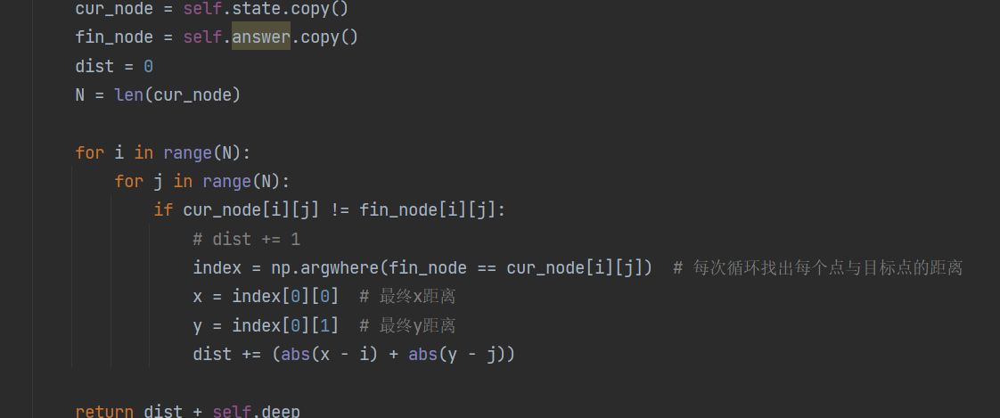 cur_node = self.state.copy()
fin_node = self.answer.copy()
dist = 0
N = len(cur_node)
for i in range(N):
for j in range(N):
if cur_node[i][j] != fin_node[i][j]:
# dist += 1
index = np.argwhere(fin_node == cur_node[i][j])  # 每次循环找出每个点与目标点的距离
x = index[0][0]  # 最终x距离
y = index[0][1]  # 最终y距离
dist += (abs(x - i) + abs(y - j))
return dist + self.deep